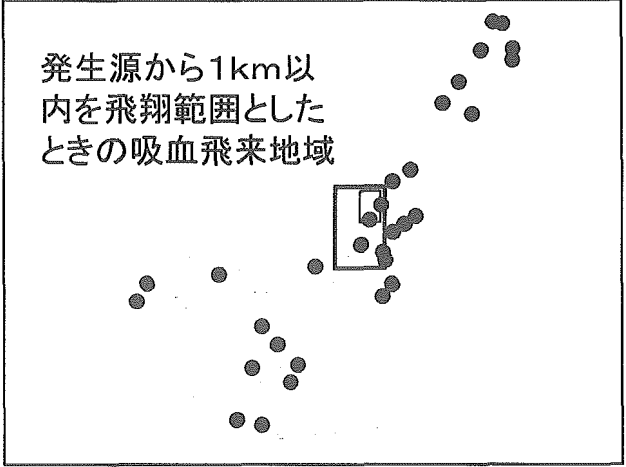 発生源から1km以
内を飛翔範囲とした
ときの吸血飛来地域